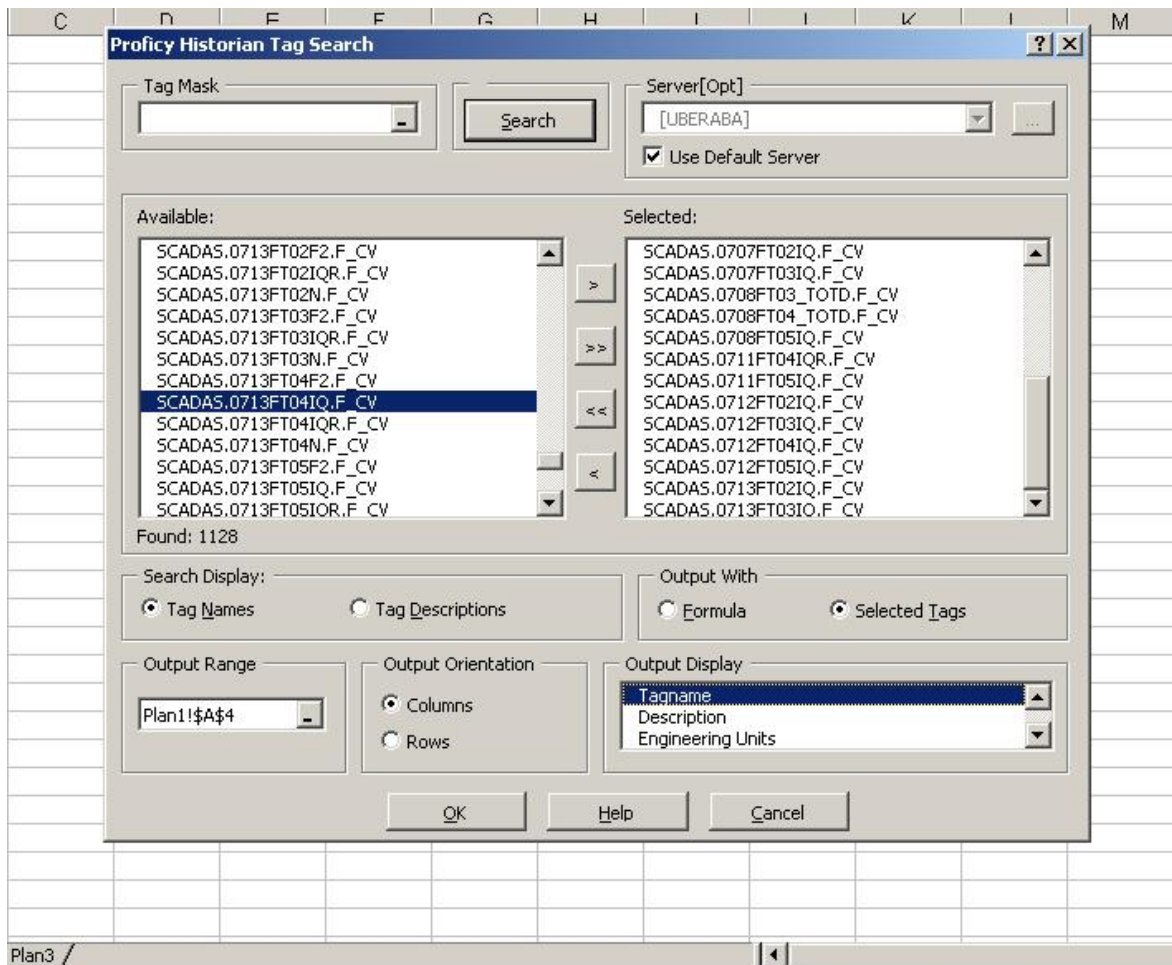 C D E F G H I J K L M
Proficy Historian Tag Search
Tag Mask
Search
Server[Opt]
[UBERABA]
...
Use Default Server
Available:
SCADAS.0713FT02F2.F_CV
SCADAS.0713FT02IQR.F_CV
SCADAS.0713FT02N.F_CV
SCADAS.0713FT03F2.F_CV
SCADAS.0713FT03IQR.F_CV
SCADAS.0713FT03N.F_CV
SCADAS.0713FT04F2.F_CV
SCADAS.0713FT04IQ.F_CV
SCADAS.0713FT04IQR.F_CV
SCADAS.0713FT04N.F_CV
SCADAS.0713FT05F2.F_CV
SCADAS.0713FT05IQ.F_CV
SCADAS.0713FT05IQR.F_CV
Found: 1128
>
>>
<<
<
Selected:
SCADAS.0707FT02IQ.F_CV
SCADAS.0707FT03IQ.F_CV
SCADAS.0708FT03_TOTD.F_CV
SCADAS.0708FT04_TOTD.F_CV
SCADAS.0708FT05IQ.F_CV
SCADAS.0711FT04IQR.F_CV
SCADAS.0711FT05IQ.F_CV
SCADAS.0712FT02IQ.F_CV
SCADAS.0712FT03IQ.F_CV
SCADAS.0712FT04IQ.F_CV
SCADAS.0712FT05IQ.F_CV
SCADAS.0713FT02IQ.F_CV
SCADAS.0713FT03IQ.F_CV
Search Display:
Tag Names
Tag Descriptions
Output With
Formula
Selected Tags
Output Range
Plan1!$A$4
Output Orientation
Columns
Rows
Output Display
Tagname
Description
Engineering Units
OK
Help
Cancel
Plan3